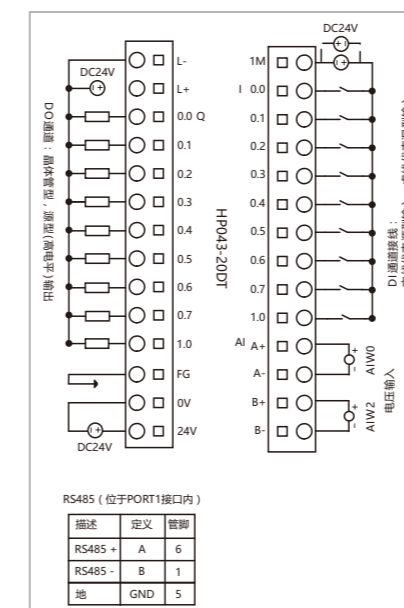 DC24V
L-
L+
0.0 Q
0.1
0.2
0.3
0.4
0.5
0.6
0.7
1.0
FG
0V
24V
DC24V
DO通道：晶体管型，源型(高电平)输出
HP043-20DT
DC24V
1M
I 0.0
0.1
0.2
0.3
0.4
0.5
0.6
0.7
1.0
AI A+
A-
B+
B-
DI通道接线：
AIW0
AIW2
电压输入
RS485（位于PORT1接口内）
描述 定义 管脚
RS485 + A 6
RS485 - B 1
地 GND 5